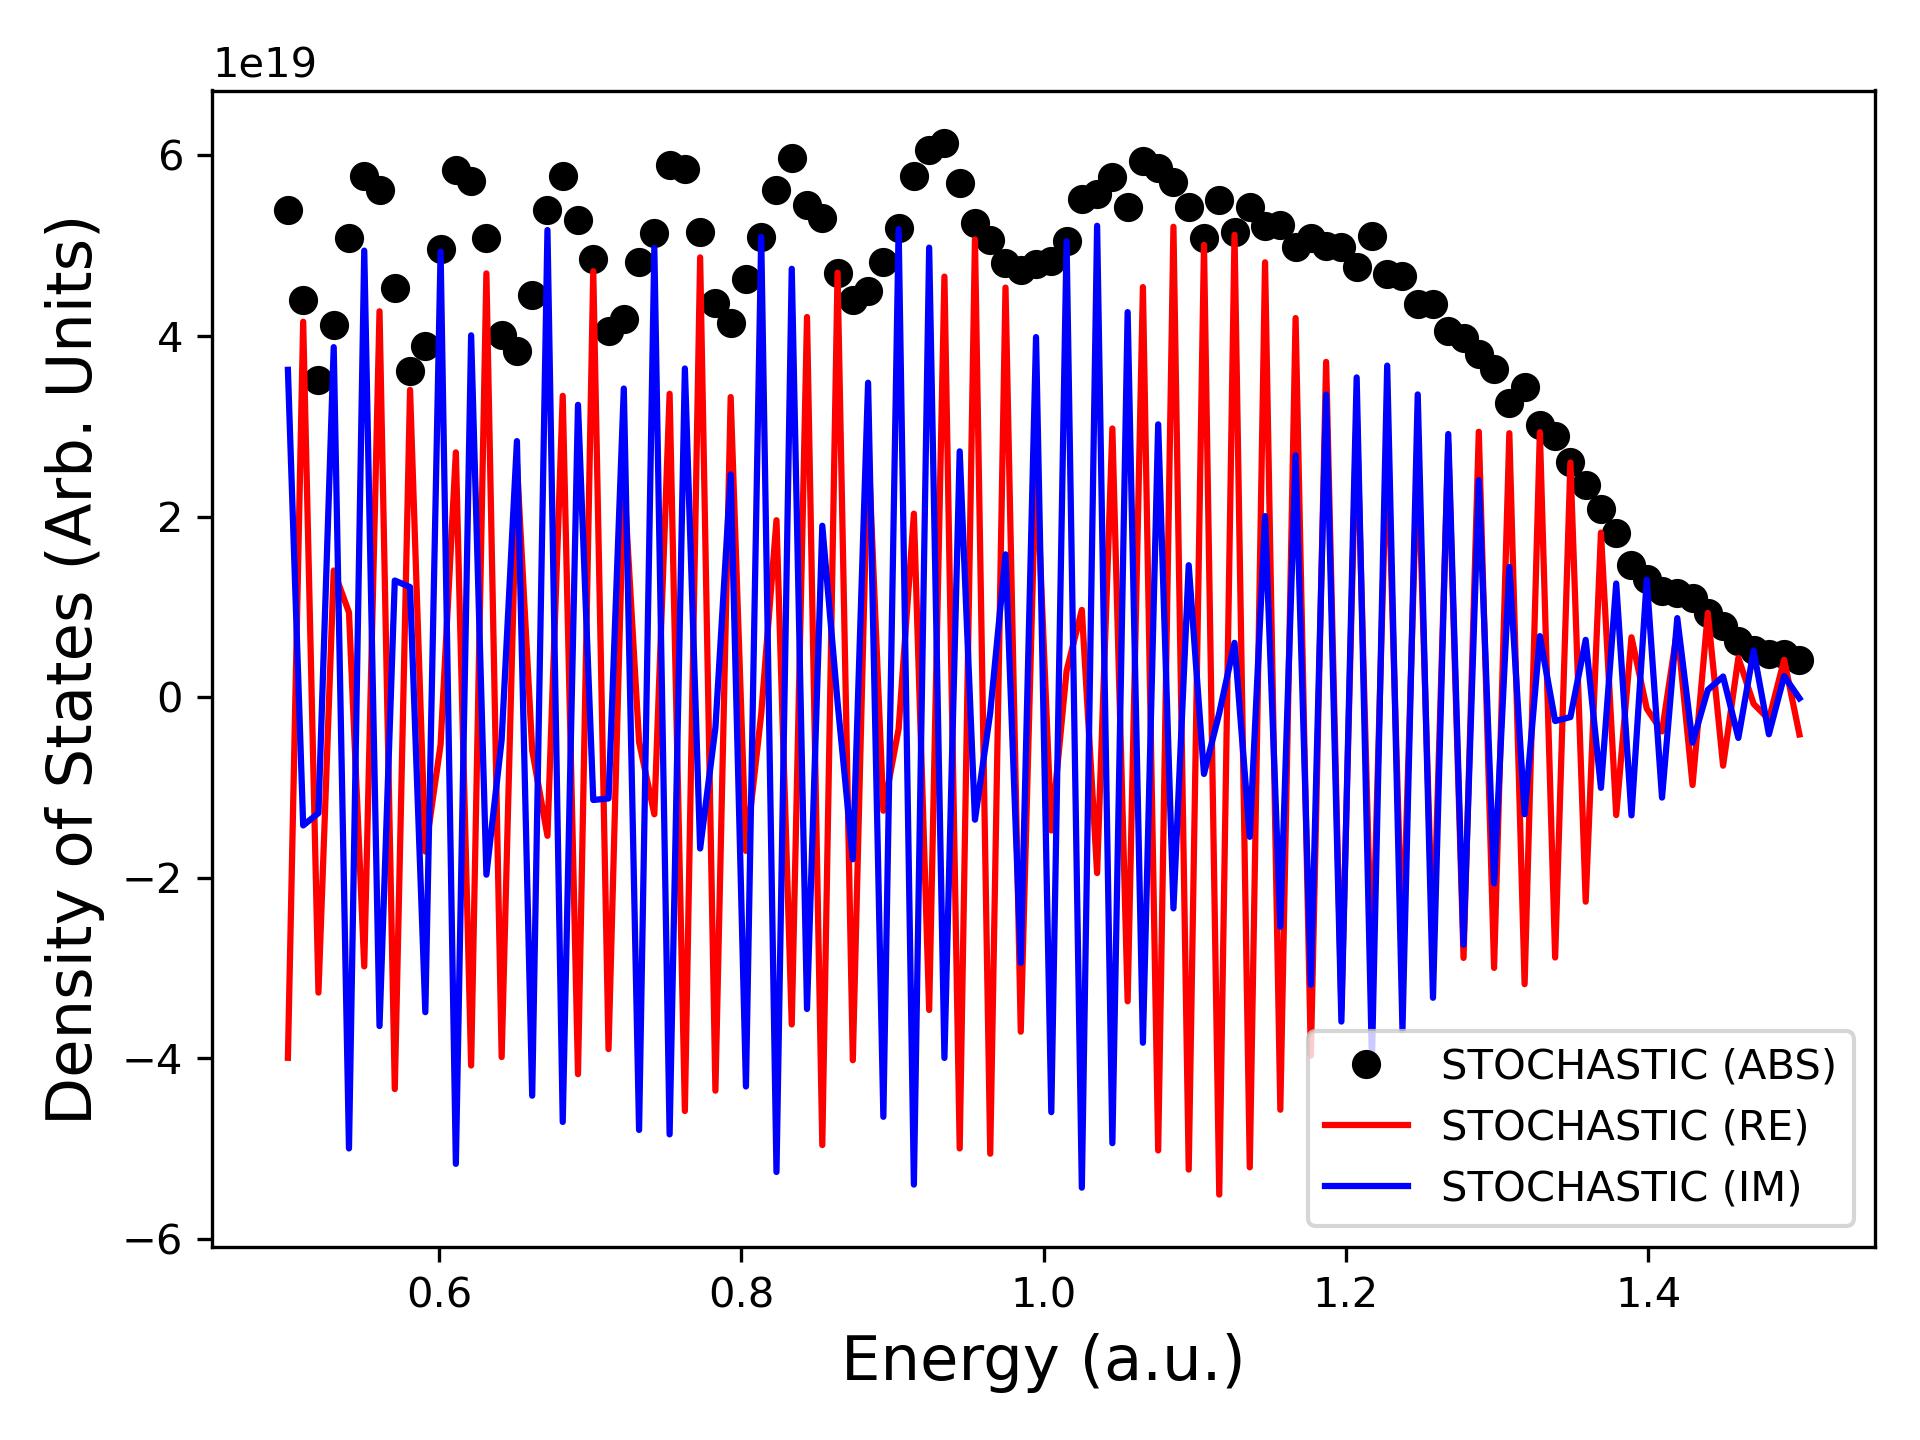 1e19
Density of States (Arb. Units)
6
4
2
0
−2
−4
−6
STOCHASTIC (ABS)
STOCHASTIC (RE)
STOCHASTIC (IM)
0.6 0.8 1.0 1.2 1.4
Energy (a.u.)